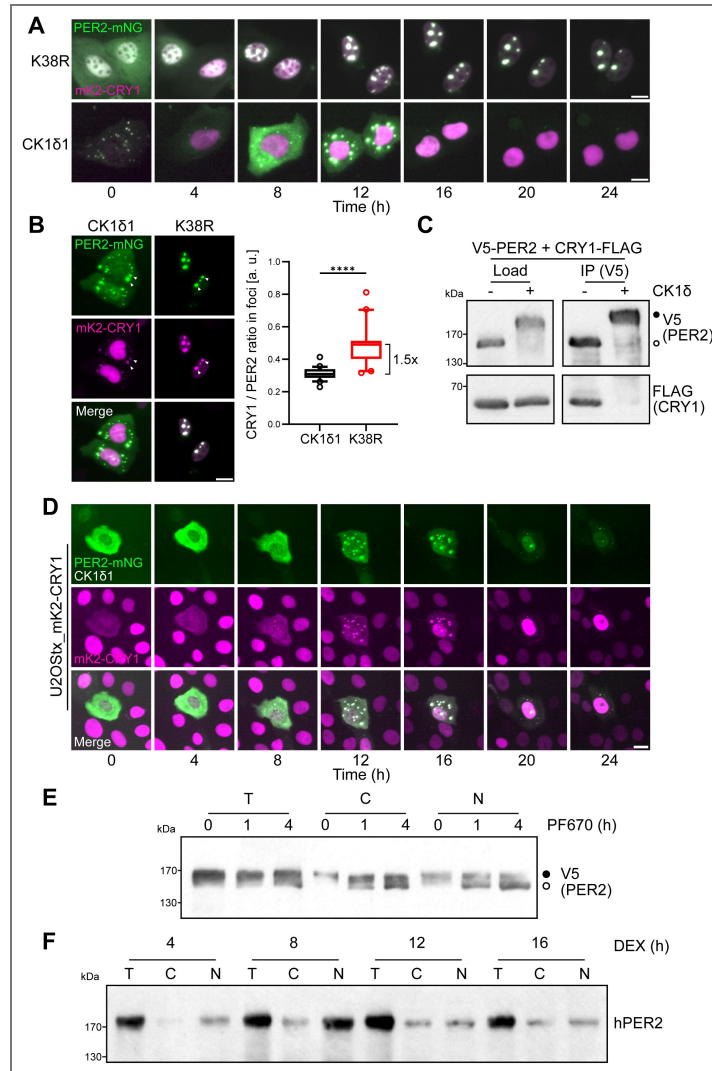 A
PER2-mNG
K38R
mK2-CRY1
CK1δ1
0 4 8 12 16 20 24
Time (h)
B
CK1δ1 K38R
PER2-mNG
mK2-CRY1
Merge
CRY1 / PER2 ratio in foci [a. u.]
1.0
0.8
0.6
0.4
0.2
0.0
****
1.5x
CK1δ1 K38R
C
V5-PER2 + CRY1-FLAG
Load IP (V5)
kDa - + - + CK1δ
170
130
V5
(PER2)
70
FLAG
(CRY1)
D
U2OStx_mK2-CRY1
PER2-mNG
CK1δ1
mK2-CRY1
Merge
0 4 8 12 16 20 24
Time (h)
E
T C N
0 1 4 0 1 4 0 1 4 PF670 (h)
kDa
170
130
V5
(PER2)
F
4 8 12 16 DEX (h)
kDa T C N T C N T C N T C N
170
130
hPER2